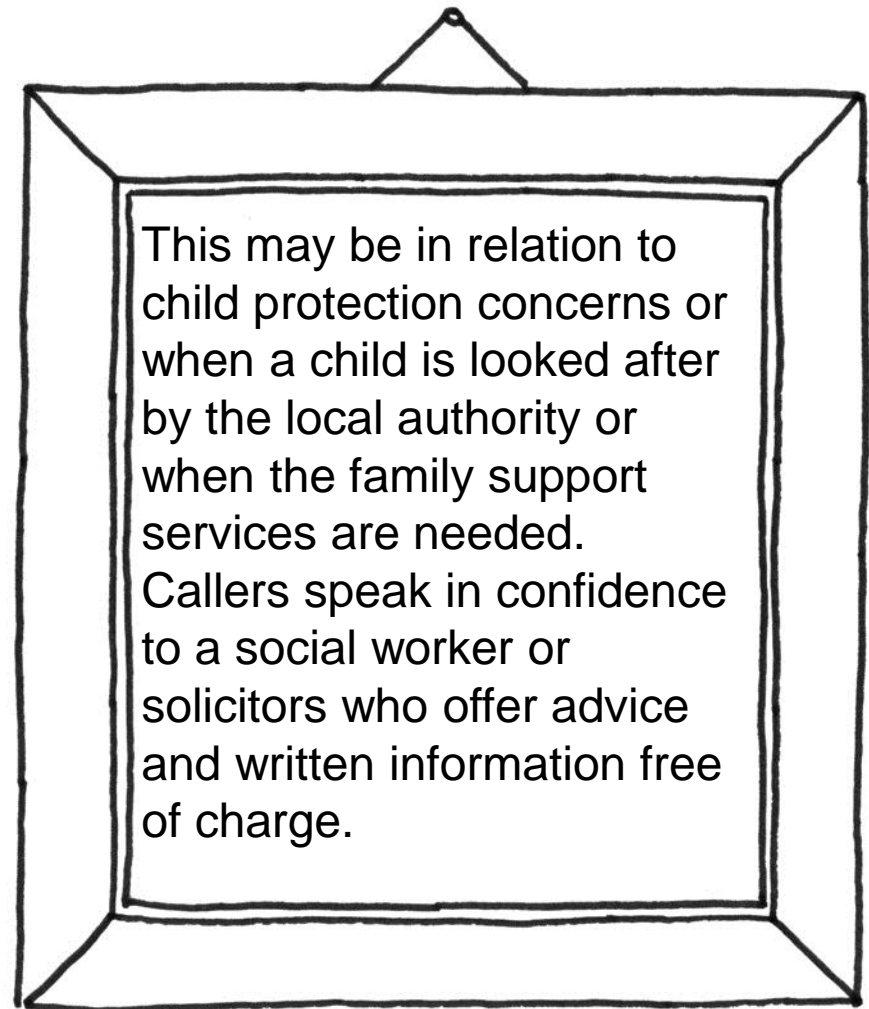 This may be in relation to
child protection concerns or
when a child is looked after
by the local authority or
when the family support
services are needed.
Callers speak in confidence
to a social worker or
solicitors who offer advice
and written information free
of charge.